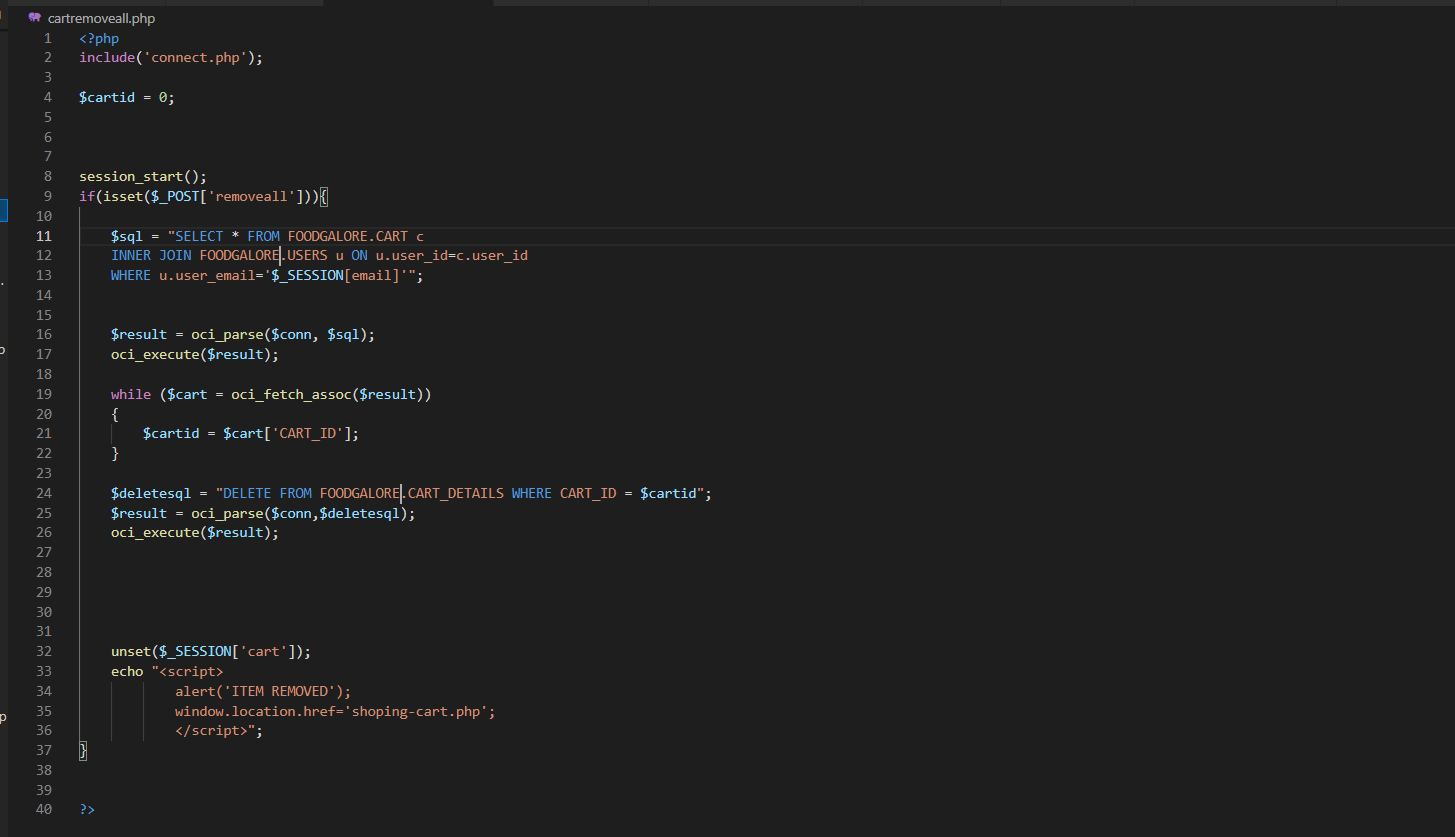 cartremoveall.php
1 <?php
2 include('connect.php');
3
4 $cartid = 0;
5
6
7
8 session_start();
9 if(isset($_POST['removeall'])){
10
11 $sql = "SELECT * FROM FOODGALORE.CART c
12 INNER JOIN FOODGALORE.USERS u ON u.user_id=c.user_id
13 WHERE u.user_email='$_SESSION[email]'";
14
15
16 $result = oci_parse($conn, $sql);
17 oci_execute($result);
18
19 while ($cart = oci_fetch_assoc($result))
20 {
21 $cartid = $cart['CART_ID'];
22 }
23
24 $deletesql = "DELETE FROM FOODGALORE.CART_DETAILS WHERE CART_ID = $cartid";
25 $result = oci_parse($conn,$deletesql);
26 oci_execute($result);
27
28
29
30
31
32 unset($_SESSION['cart']);
33 echo "<script>
34 alert('ITEM REMOVED');
35 window.location.href='shoping-cart.php';
36 </script>";
37 }
38
39
40 ?>